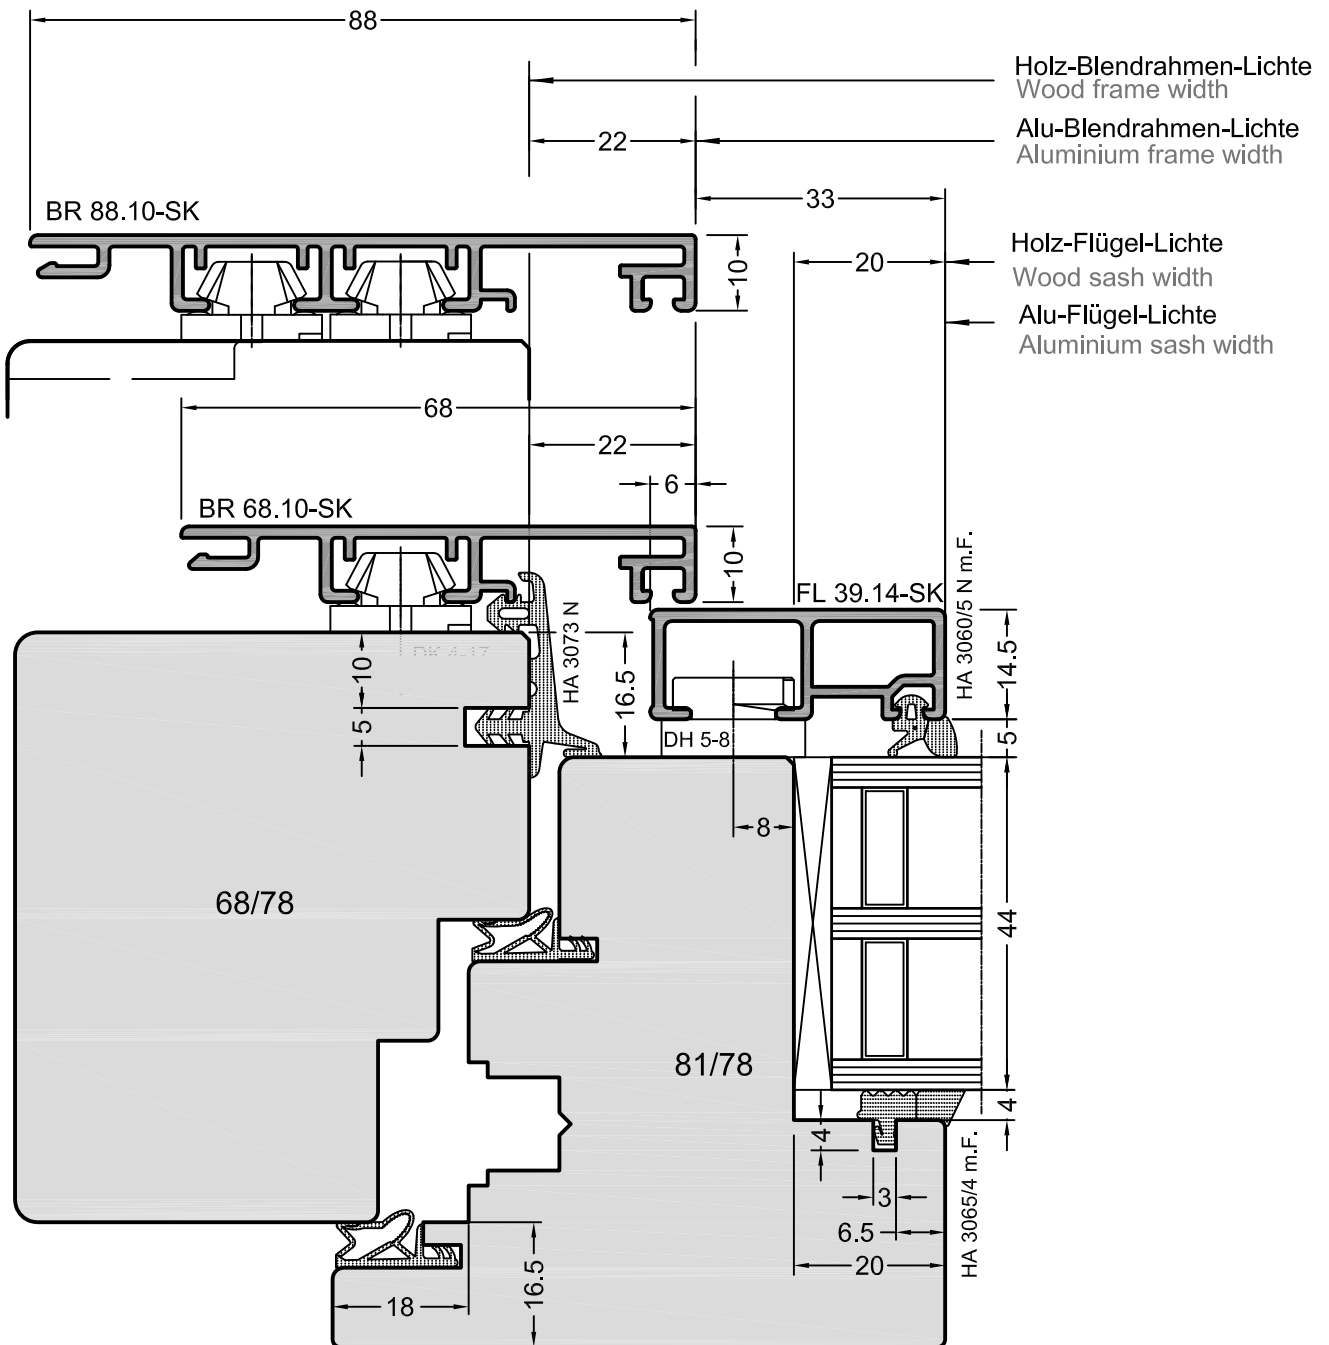 88
Holz-Blendrahmen-Lichte
Wood frame width
22
Alu-Blendrahmen-Lichte
Aluminium frame width
33
BR 88.10-SK
10
20
Holz-Flügel-Lichte
Wood sash width
Alu-Flügel-Lichte
Aluminium sash width
68
22
6
BR 68.10-SK
10
FL 39.14-SK
HA 3060/5 N m.F.
HA 3073 N
14.5
10
16.5
5
DH 5-8
5
8
68/78
44
81/78
4
4
3
6.5
HA 3065/4 m.F.
20
16.5
18